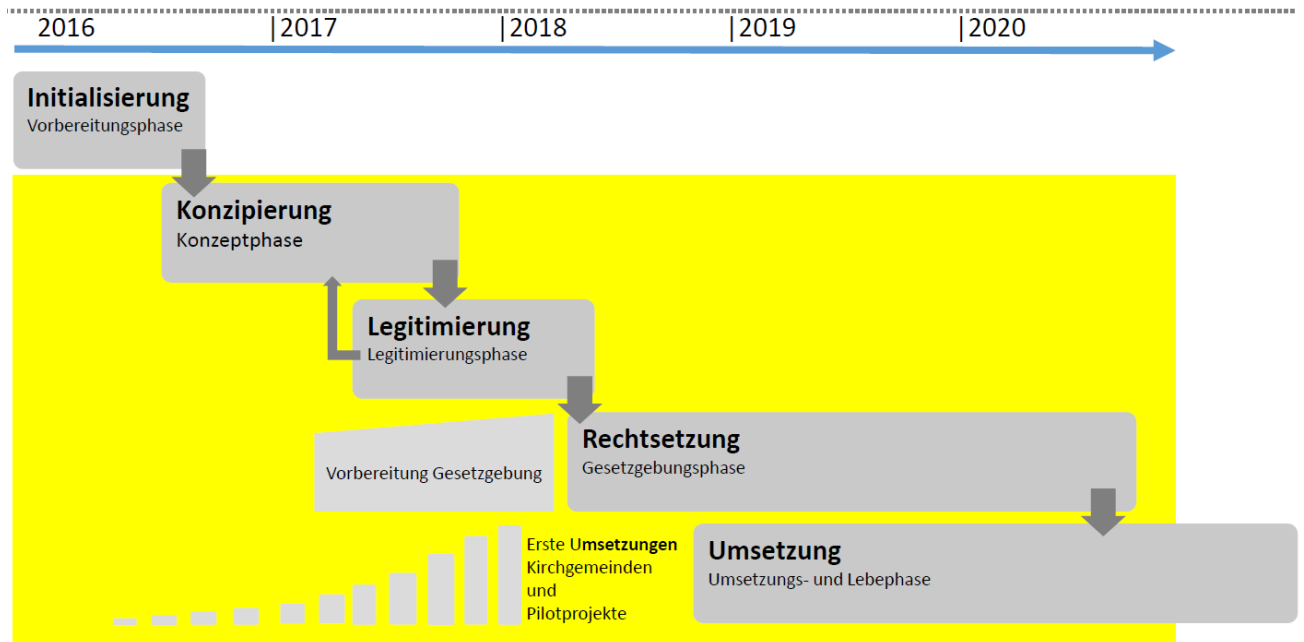 2016 |2017 |2018 |2019 |2020
Initialisierung
Vorbereitungsphase
Konzipierung
Konzeptphase
Legitimierung
Legitimierungsphase
Rechtsetzung
Gesetzgebungsphase
Vorbereitung Gesetzgebung
Erste Umsetzungen
Kirchgemeinden
und
Pilotprojekte
Umsetzung
Umsetzungs- und Lebephase